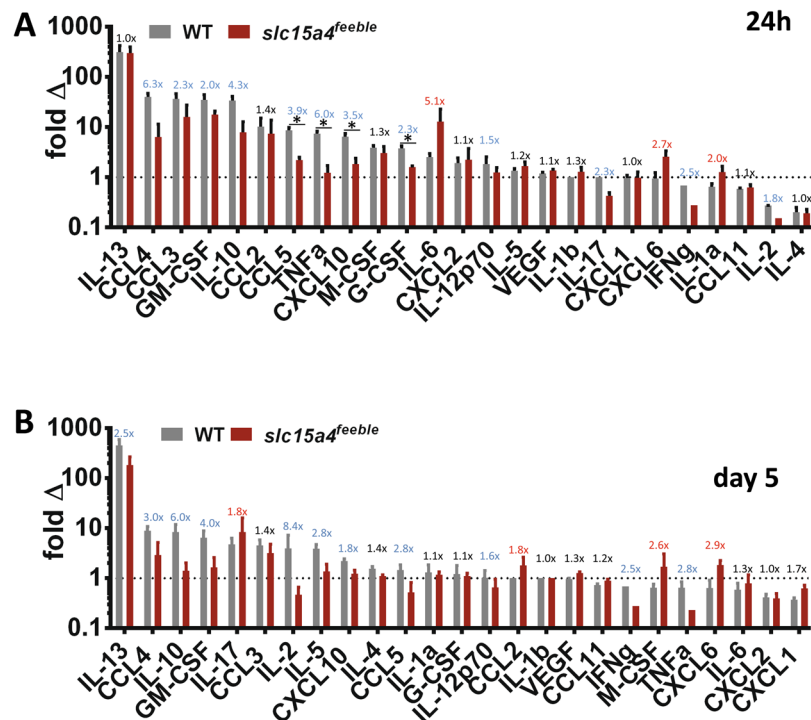 A
24h
WT slc15a4feeble
fold Δ
1000
100
10
1
0.1
1.0x 6.3x 2.3x 2.0x 4.3x 1.4x 3.9x 6.0x 3.5x 1.3x 2.3x 5.1x 1.1x 1.5x 1.2x 1.1x 1.3x 2.3x 1.0x 2.7x 2.5x 2.0x 1.1x 1.8x 1.0x
* * * *
IL-13 CCL4 CCL3 GM-CSF IL-10 CCL2 CCL5 TNFa CXCL10 M-CSF G-CSF IL-6 CXCL2 IL-12p70 IL-5 VEGF IL-1b IL-17 CXCL1 CXCL6 IFNg IL-1a CCL11 IL-2 IL-4
B
WT slc15a4feeble
day 5
fold Δ
1000
100
10
1
0.1
2.5x 3.0x 6.0x 4.0x 1.8x 1.4x 8.4x 2.8x 1.8x 1.4x 2.8x 1.1x 1.1x 1.6x 1.8x 1.0x 1.3x 1.2x 2.5x 2.6x 2.8x 2.9x 1.3x 1.0x 1.7x
IL-13 CCL4 IL-10 GM-CSF IL-17 CCL3 IL-2 IL-5 CXCL10 IL-4 CCL5 IL-1a G-CSF IL-12p70 CCL2 IL-1b VEGF CCL11 IFNg M-CSF TNFa CXCL6 IL-6 CXCL2 CXCL1